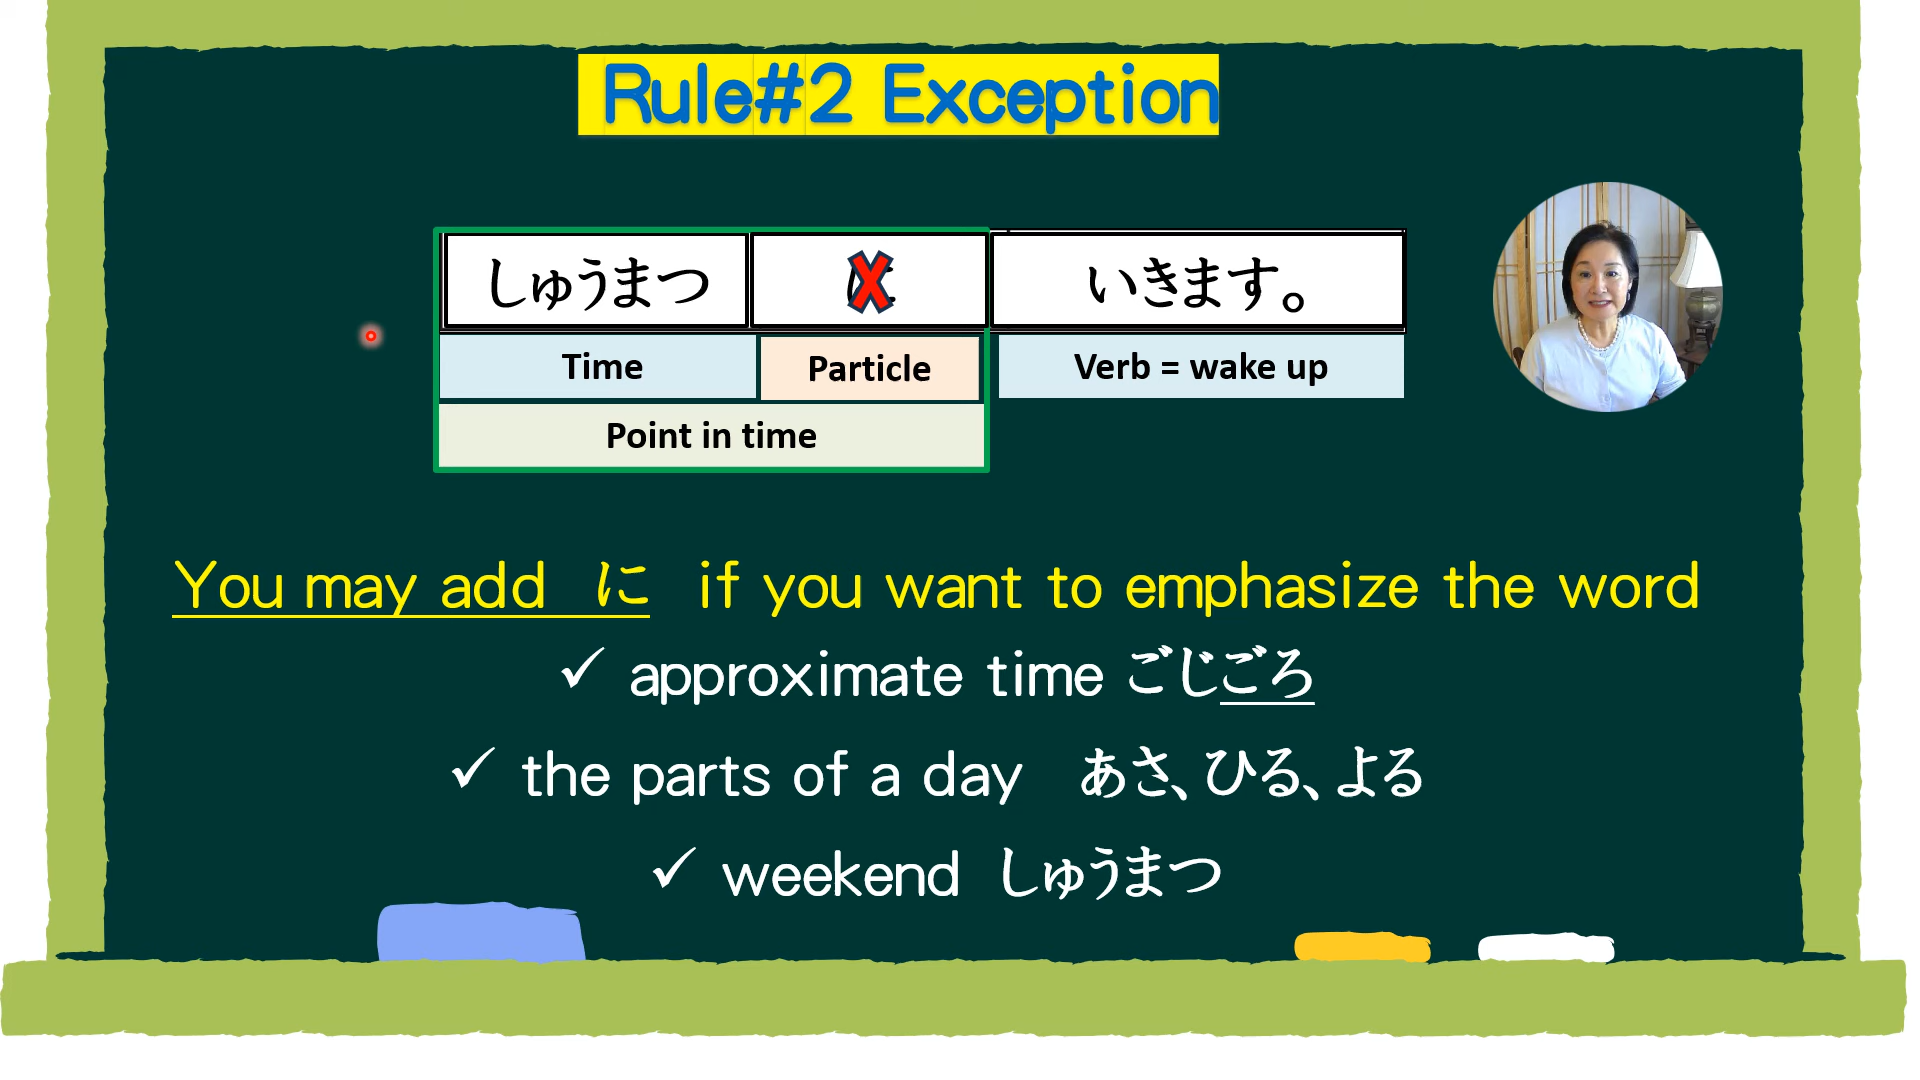 Rule#2 Exception
しゅうまつ いきます。
Time Particle Verb = wake up
Point in time
You may add に if you want to emphasize the word
✓ approximate time ごじごろ
✓ the parts of a day あさ、ひる、よる
✓ weekend しゅうまつ